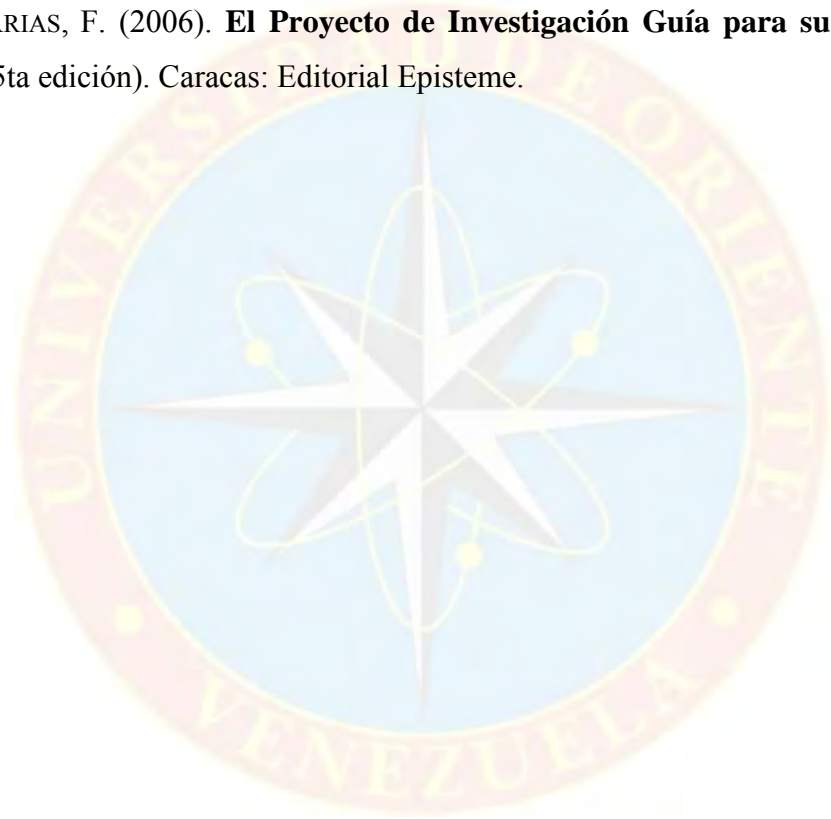 ARIAS, F. (2006). El Proyecto de Investigación Guía para su
5ta edición). Caracas: Editorial Episteme.
UNIVERSIDAD DE ORIENTE
VENEZUELA